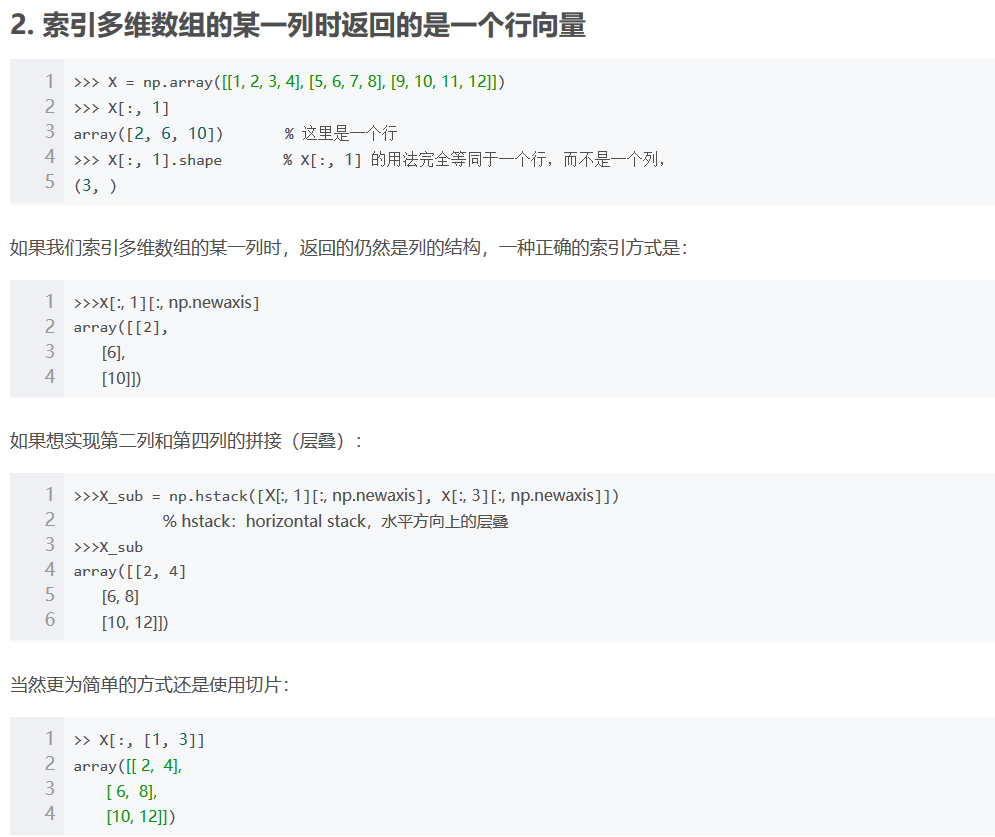 2. 索引多维数组的某一列时返回的是一个行向量
1 >>> X = np.array([[1, 2, 3, 4], [5, 6, 7, 8], [9, 10, 11, 12]])
2 >>> X[:, 1]
3 array([2, 6, 10]) % 这里是一个行
4 >>> X[:, 1].shape % X[:, 1] 的用法完全等同于一个行，而不是一个列，
5 (3, )
如果我们索引多维数组的某一列时，返回的仍然是列的结构，一种正确的索引方式是：
1 >>>X[:, 1][:, np.newaxis]
2 array([[2],
3 [6],
4 [10]])
如果想实现第二列和第四列的拼接（层叠）：
1 >>>X_sub = np.hstack([X[:, 1][:, np.newaxis], X[:, 3][:, np.newaxis]])
2 % hstack：horizontal stack，水平方向上的层叠
3 >>>X_sub
4 array([[2, 4]
5 [6, 8]
6 [10, 12]])
当然更为简单的方式还是使用切片：
1 >> X[:, [1, 3]]
2 array([[ 2, 4],
3 [ 6, 8],
4 [10, 12]])